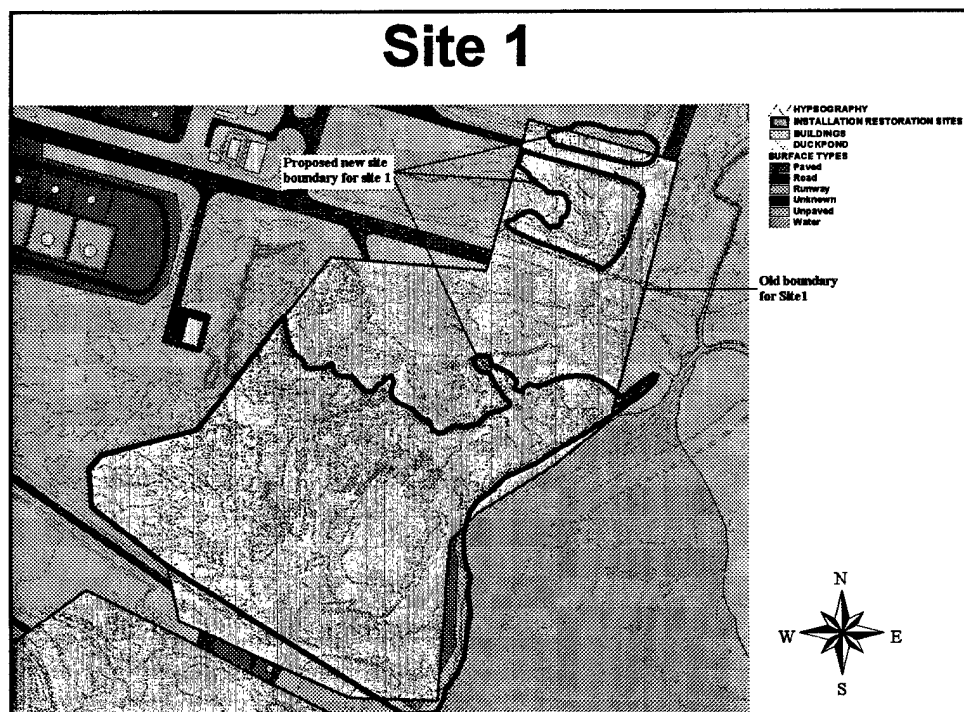 Site 1
Proposed new site
boundary for site 1
HYPSOGRAPHY
INSTALLATION RESTORATION SITES
BUILDINGS
DUCKPOND
SURFACE TYPES
Paved
Road
Runway
Unknown
Unpaved
Water
Old boundary
for Site1
N
W E
S